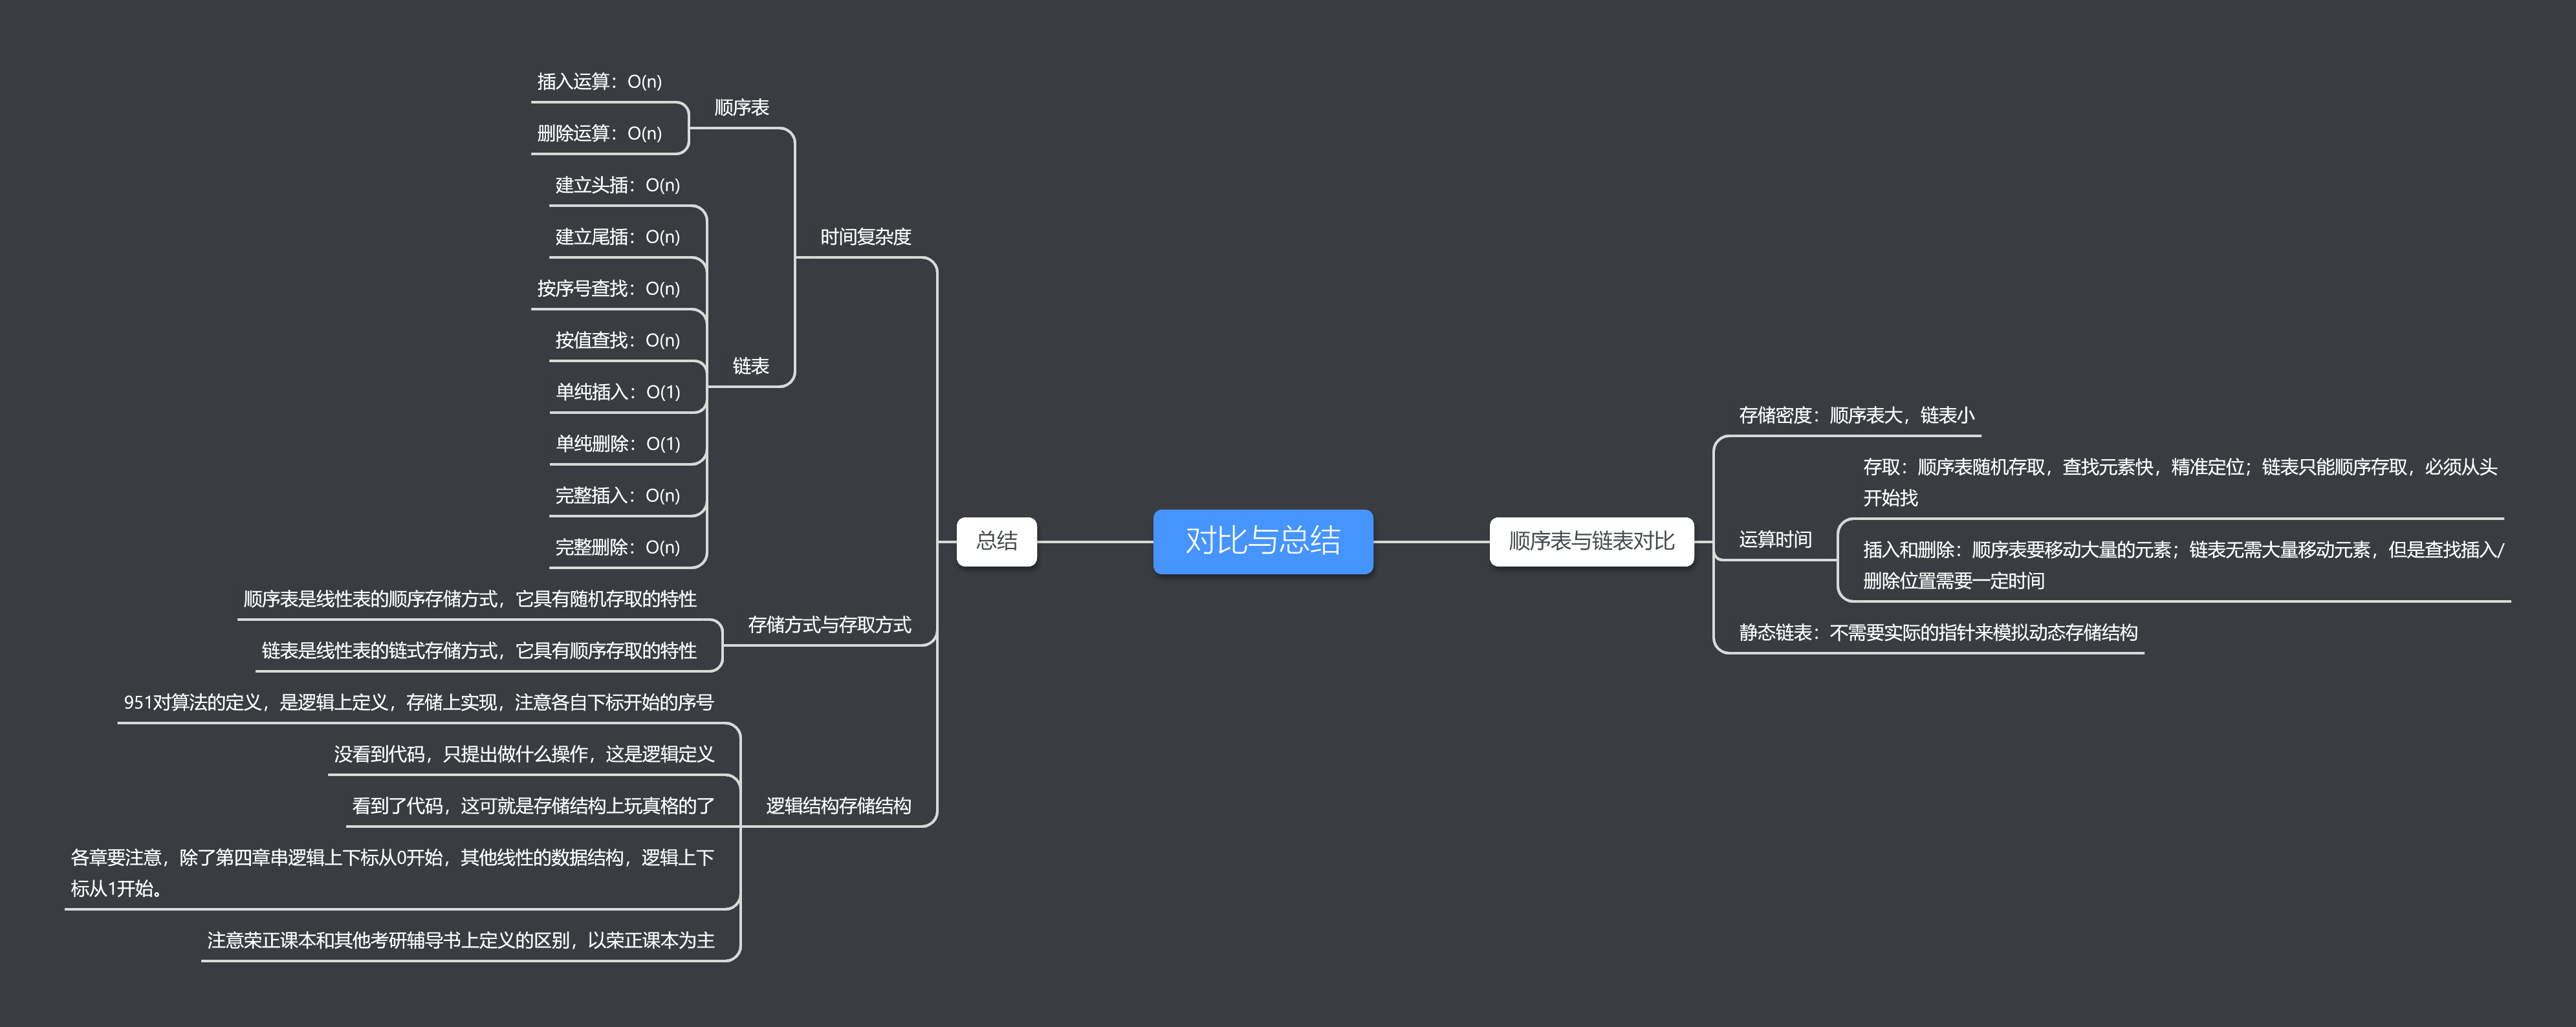 对比与总结
顺序表与链表对比
存储密度：顺序表大，链表小
运算时间
存取：顺序表随机存取，查找元素快，精准定位；链表只能顺序存取，必须从头
开始找
插入和删除：顺序表要移动大量的元素；链表无需大量移动元素，但是查找插入/
删除位置需要一定时间
静态链表：不需要实际的指针来模拟动态存储结构
总结
时间复杂度
顺序表
插入运算：O(n)
删除运算：O(n)
链表
建立头插：O(n)
建立尾插：O(n)
按序号查找：O(n)
按值查找：O(n)
单纯插入：O(1)
单纯删除：O(1)
完整插入：O(n)
完整删除：O(n)
存储方式与存取方式
顺序表是线性表的顺序存储方式，它具有随机存取的特性
链表是线性表的链式存储方式，它具有顺序存取的特性
逻辑结构存储结构
951对算法的定义，是逻辑上定义，存储上实现，注意各自下标开始的序号
没看到代码，只提出做什么操作，这是逻辑定义
看到了代码，这可就是存储结构上玩真格的了
各章要注意，除了第四章串逻辑上下标从0开始，其他线性的数据结构，逻辑上下
标从1开始。
注意荣正课本和其他考研辅导书上定义的区别，以荣正课本为主